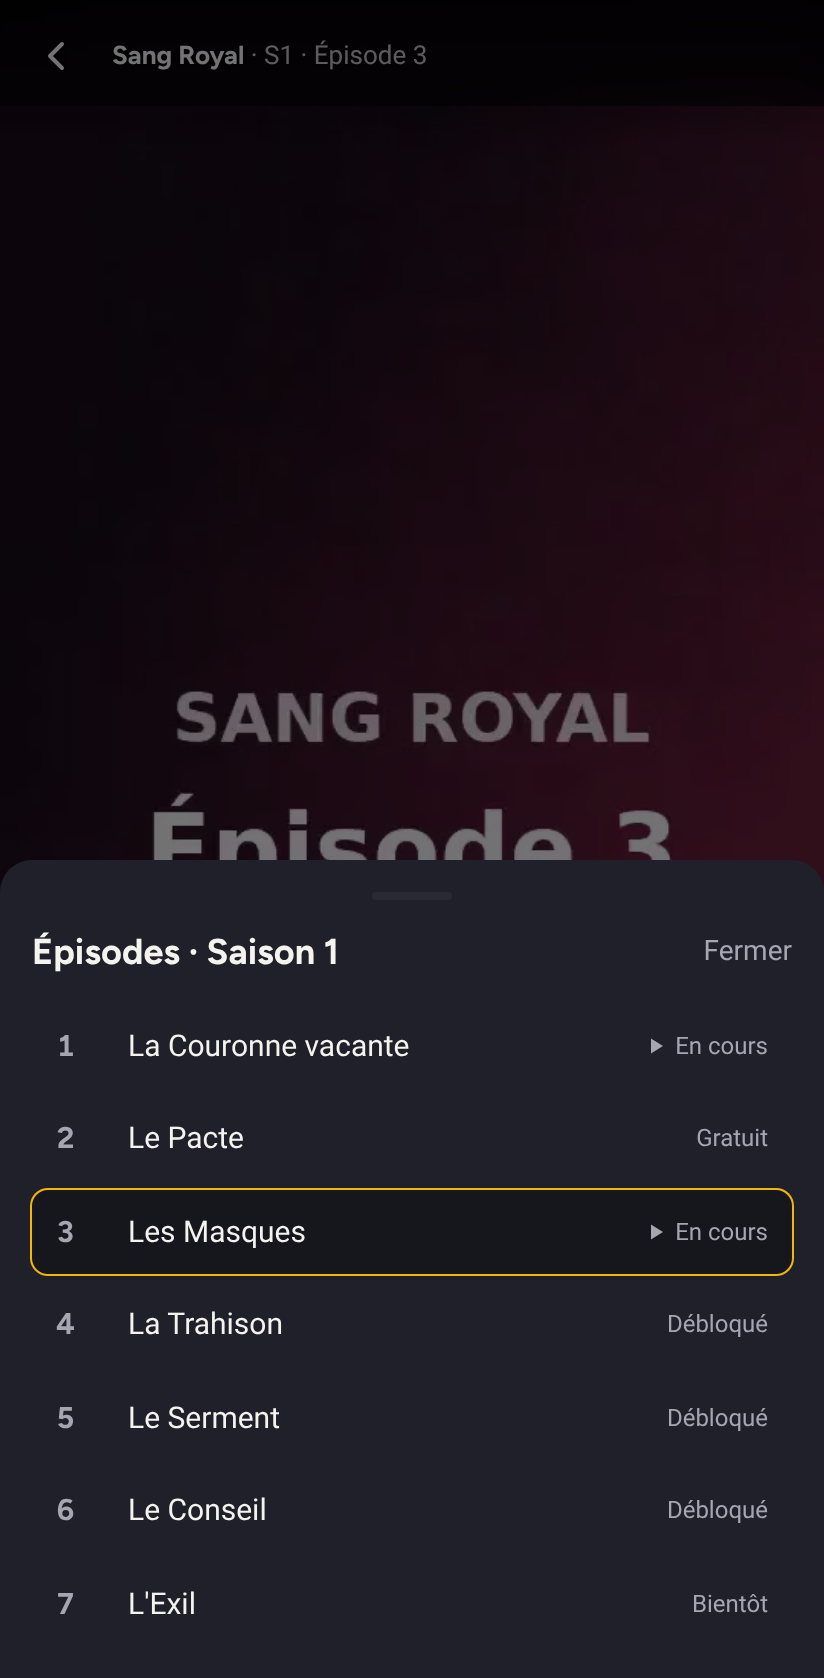 Sang Royal · S1 · Épisode 3
SANG ROYAL
Épisode 3
Épisodes · Saison 1
Fermer
1 La Couronne vacante ▶ En cours
2 Le Pacte Gratuit
3 Les Masques ▶ En cours
4 La Trahison Débloqué
5 Le Serment Débloqué
6 Le Conseil Débloqué
7 L'Exil Bientôt